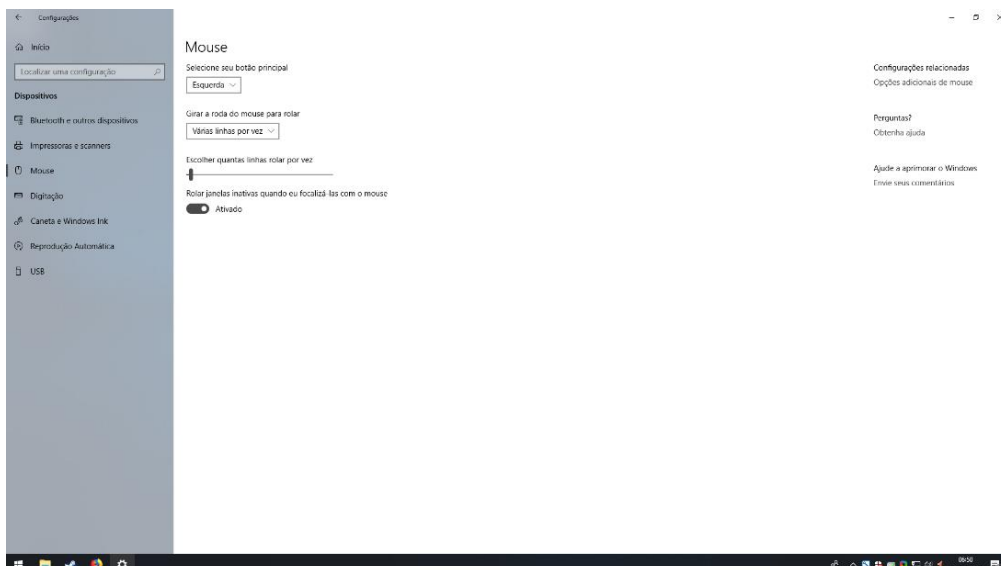 Configurações
Início
Localizar uma configuração
Dispositivos
Bluetooth e outros dispositivos
Impressoras e scanners
Mouse
Digitação
Caneta e Windows Ink
Reprodução Automática
USB
Mouse
Selecione seu botão principal
Esquerda
Girar a roda do mouse para rolar
Várias linhas por vez
Escolher quantas linhas rolar por vez
Rolar janelas inativas quando eu focalizá-las com o mouse
Ativado
Configurações relacionadas
Opções adicionais de mouse
Perguntas?
Obtenha ajuda
Ajude a aprimorar o Windows
Envie seus comentários
06:50